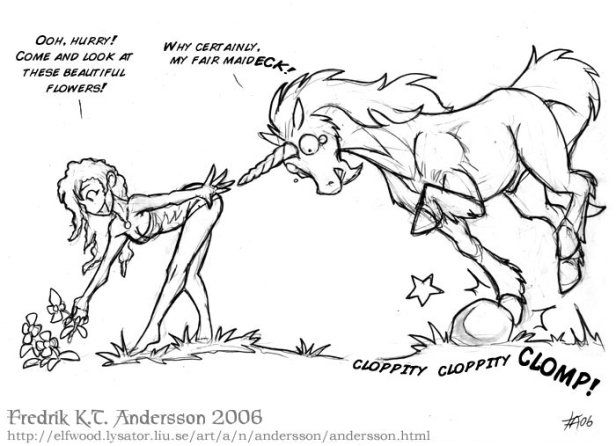 OOH, HURRY!
COME AND LOOK AT
THESE BEAUTIFUL
FLOWERS!
WHY CERTAINLY,
MY FAIR MAIDECK!
CLOPPITY CLOPPITY CLOMP!
Fredrik K.T. Andersson 2006
http://elfwood.lysator.liu.se/art/a/n/andersson/andersson.html